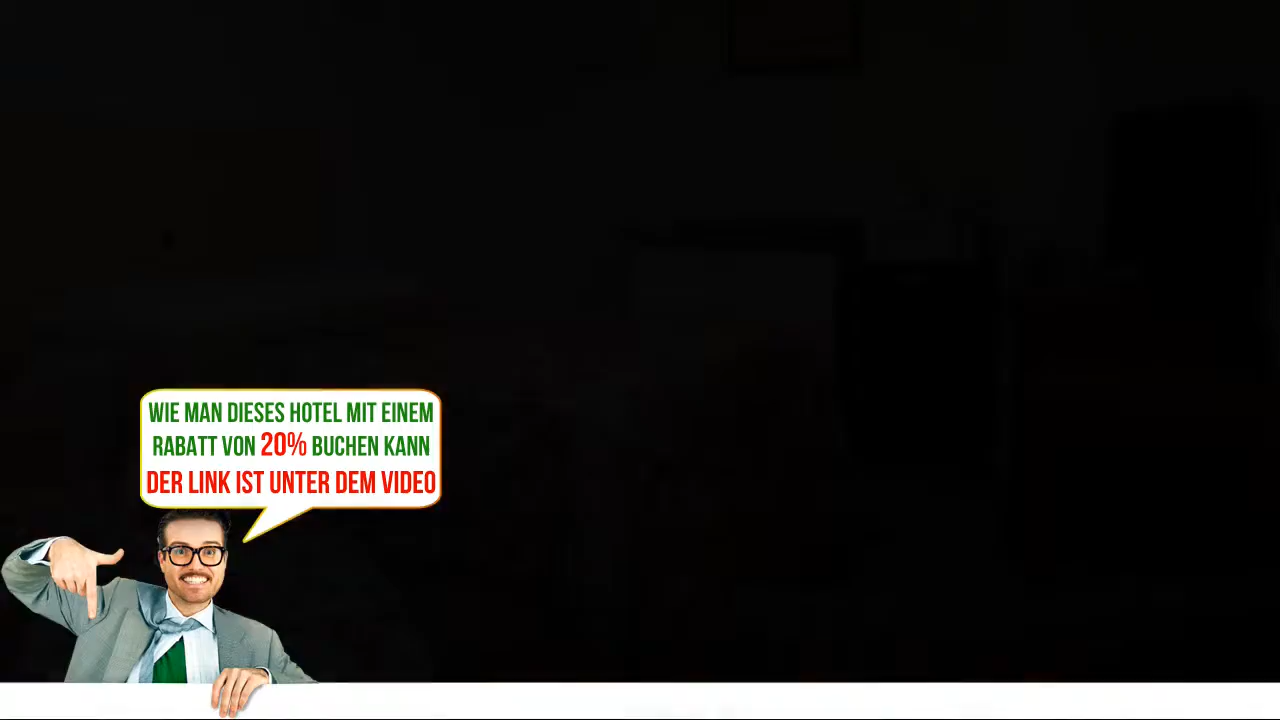 WIE MAN DIESES HOTEL MIT EINEM
RABATT VON 20% BUCHEN KANN
DER LINK IST UNTER DEM VIDEO